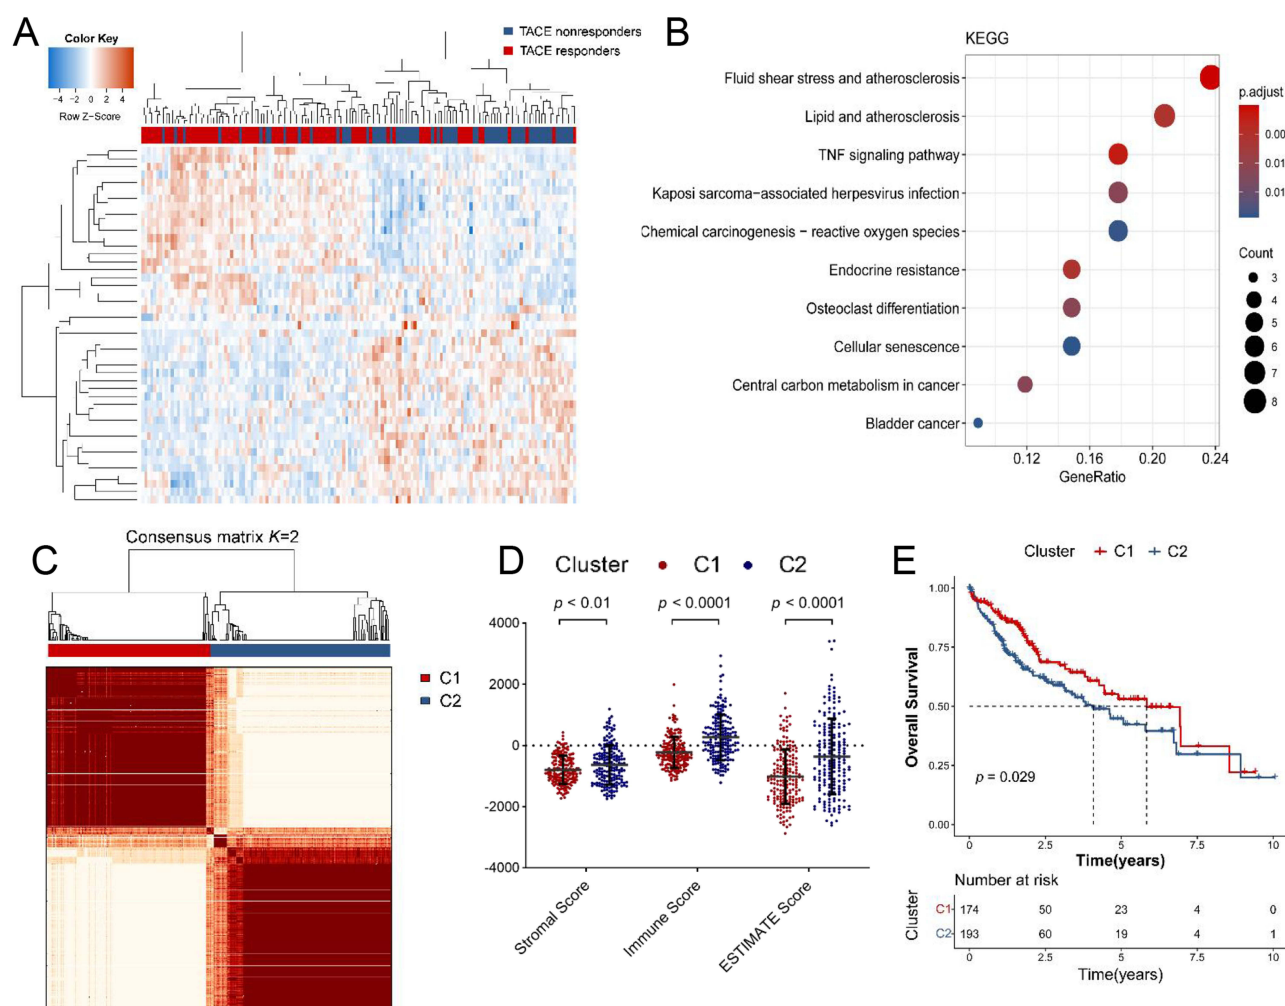 A
Color Key
−4 −2 0 2 4
Row Z-Score
TACE nonresponders
TACE responders
B
KEGG
Fluid shear stress and atherosclerosis
Lipid and atherosclerosis
TNF signaling pathway
Kaposi sarcoma−associated herpesvirus infection
Chemical carcinogenesis − reactive oxygen species
Endocrine resistance
Osteoclast differentiation
Cellular senescence
Central carbon metabolism in cancer
Bladder cancer
0.12 0.16 0.20 0.24
GeneRatio
p.adjust
0.00
0.01
0.01
Count
3
4
5
6
7
8
C
Consensus matrix K=2
C1
C2
D
Cluster C1 C2
p < 0.01 p < 0.0001 p < 0.0001
4000
2000
0
-2000
-4000
Stromal Score
Immune Score
ESTIMATE Score
E
Cluster C1 C2
Overall Survival
1.00
0.75
0.50
0.25
0.00
p = 0.029
0 2.5 5 7.5 10
Time(years)
Number at risk
Cluster
C1 174 50 23 4 0
C2 193 60 19 4 1
0 2.5 5 7.5 10
Time(years)